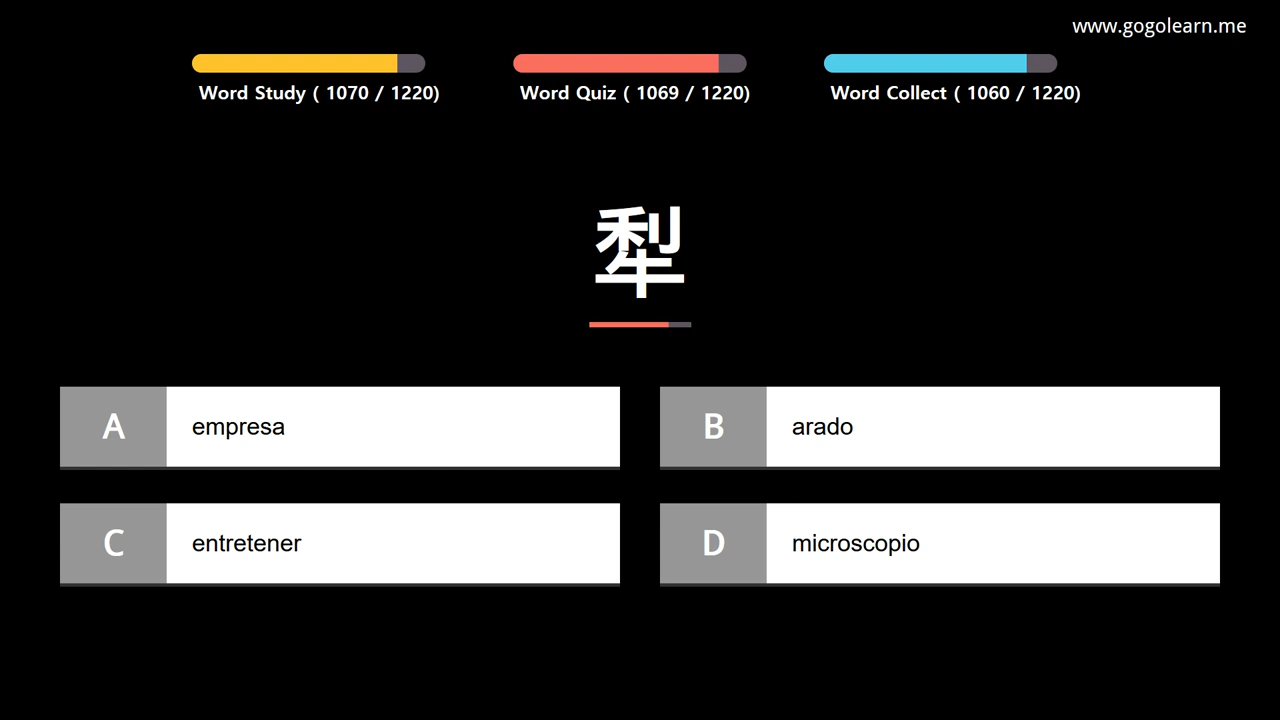 www.gogolearn.me
Word Study ( 1070 / 1220)
Word Quiz ( 1069 / 1220)
Word Collect ( 1060 / 1220)
犁
A empresa
B arado
C entretener
D microscopio